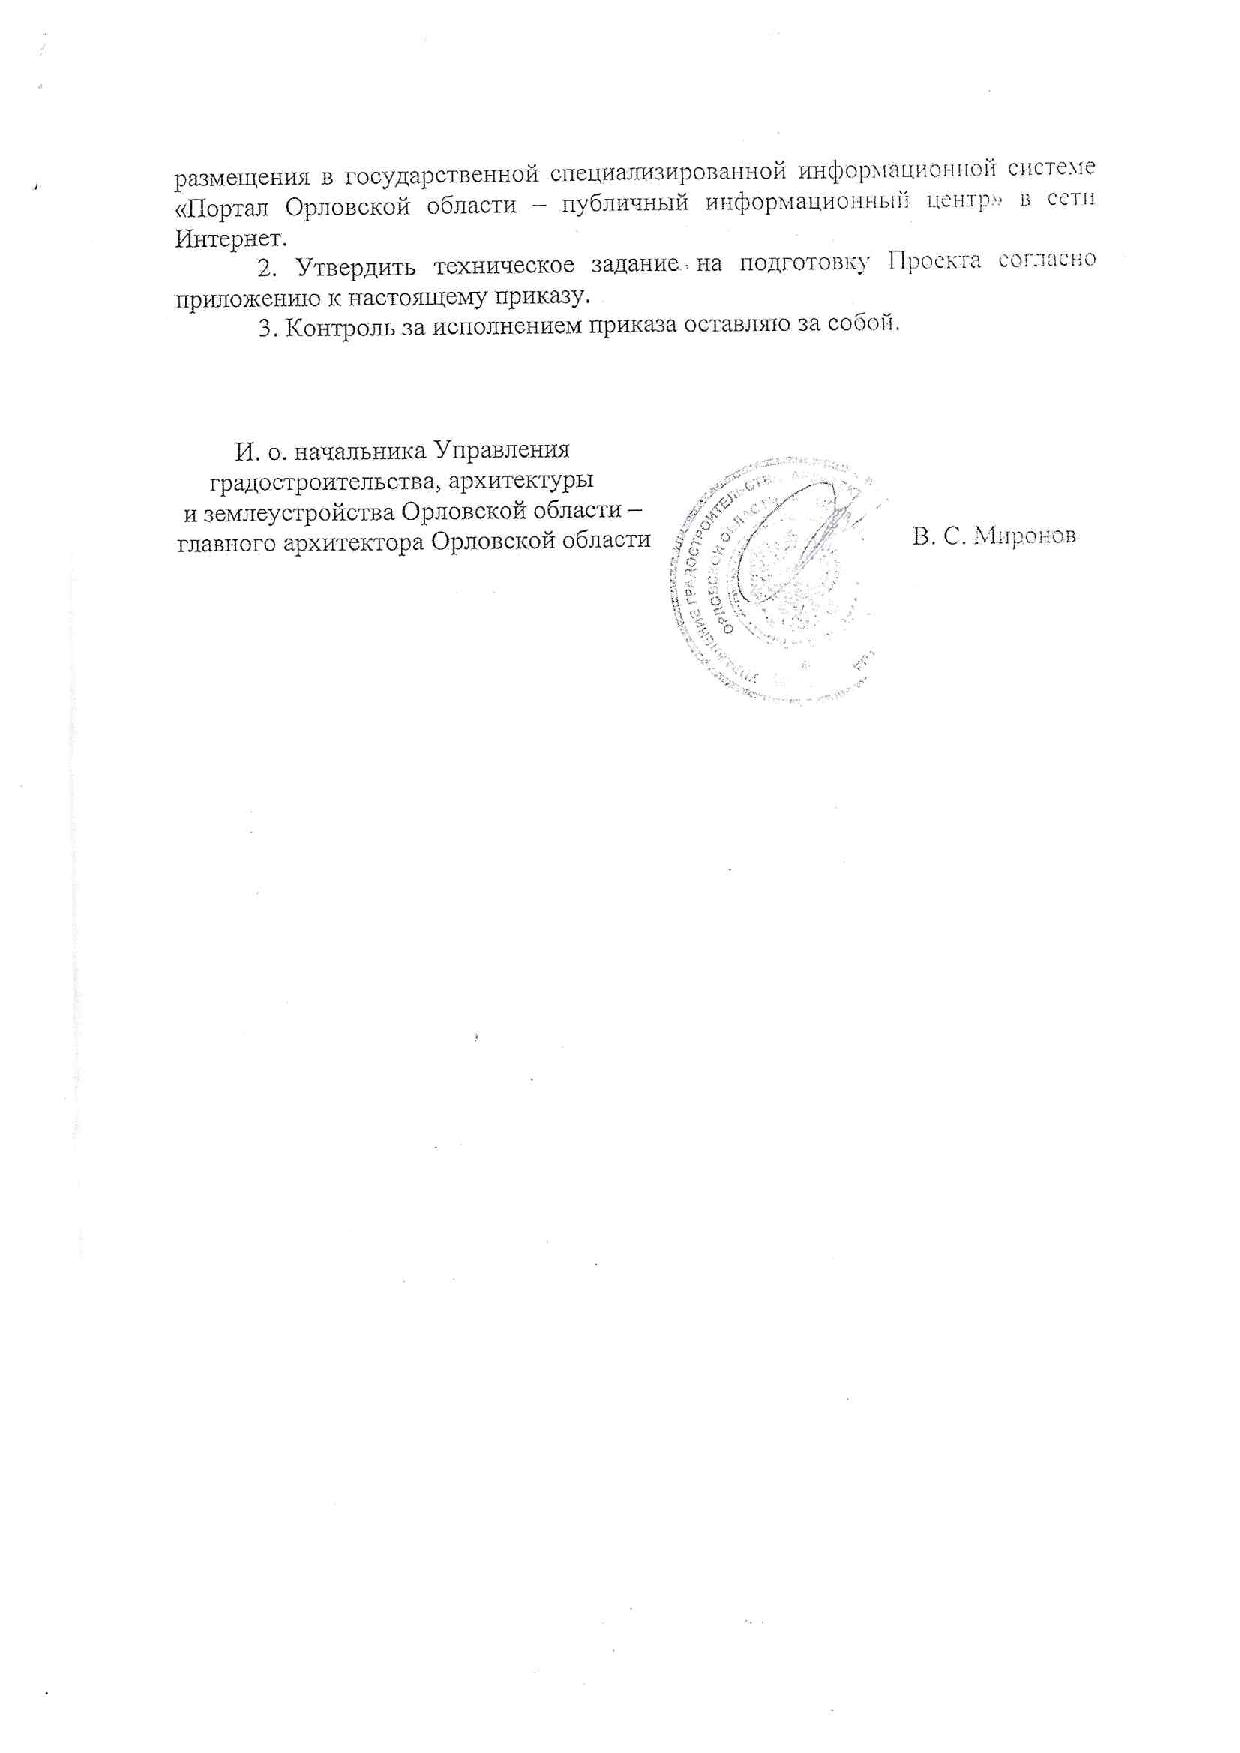 размещения в государственной специализированной информационной системе
«Портал Орловской области – публичный информационный центр» в сети
Интернет.
2. Утвердить техническое задание на подготовку Проекта согласно
приложению к настоящему приказу.
3. Контроль за исполнением приказа оставляю за собой.
И. о. начальника Управления
градостроительства, архитектуры
и землеустройства Орловской области –
главного архитектора Орловской области
В. С. Миронов
ОРЛОВСКОЙ ОБЛАСТИ